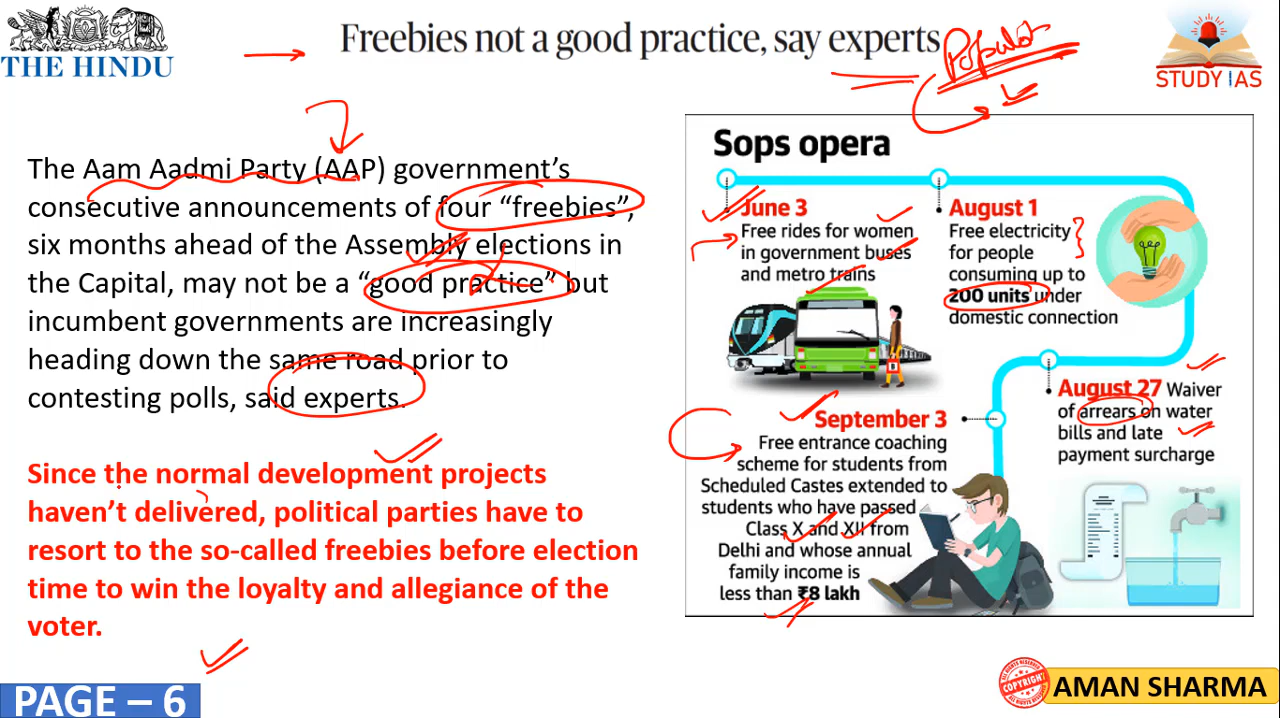 THE HINDU
Freebies not a good practice, say experts
STUDY IAS
The Aam Aadmi Party (AAP) government's
consecutive announcements of four “freebies”,
six months ahead of the Assembly elections in
the Capital, may not be a “good practice” but
incumbent governments are increasingly
heading down the same road prior to
contesting polls, said experts.
Since the normal development projects
haven't delivered, political parties have to
resort to the so-called freebies before election
time to win the loyalty and allegiance of the
voter.
Sops opera
June 3
Free rides for women
in government buses
and metro trains
August 1
Free electricity
for people
consuming up to
200 units under
domestic connection
August 27 Waiver
of arrears on water
bills and late
payment surcharge
September 3
Free entrance coaching
scheme for students from
Scheduled Castes extended to
students who have passed
Class X and XII from
Delhi and whose annual
family income is
less than ₹8 lakh
PAGE – 6
COPYRIGHT
AMAN SHARMA